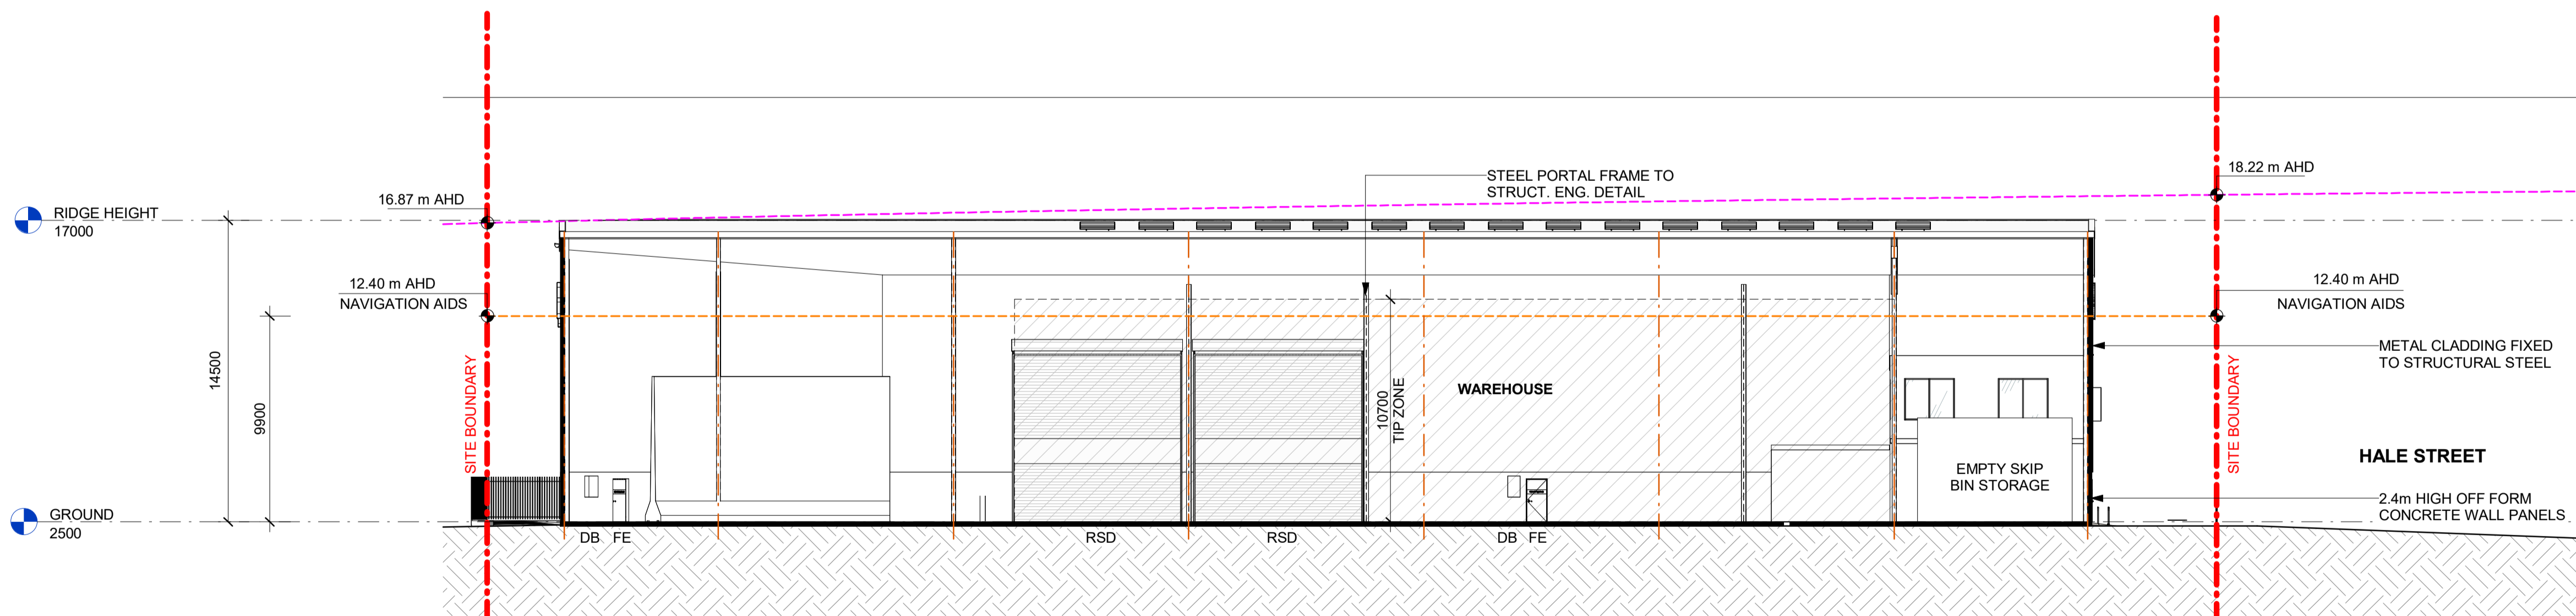 18.22 m AHD
STEEL PORTAL FRAME TO
STRUCT. ENG. DETAIL
16.87 m AHD
RIDGE HEIGHT
17000
12.40 m AHD
NAVIGATION AIDS
12.40 m AHD
NAVIGATION AIDS
14500
9900
SITE BOUNDARY
10700
TIP ZONE
WAREHOUSE
METAL CLADDING FIXED
TO STRUCTURAL STEEL
SITE BOUNDARY
HALE STREET
EMPTY SKIP
BIN STORAGE
2.4m HIGH OFF FORM
CONCRETE WALL PANELS
GROUND
2500
DB FE
RSD
RSD
DB FE